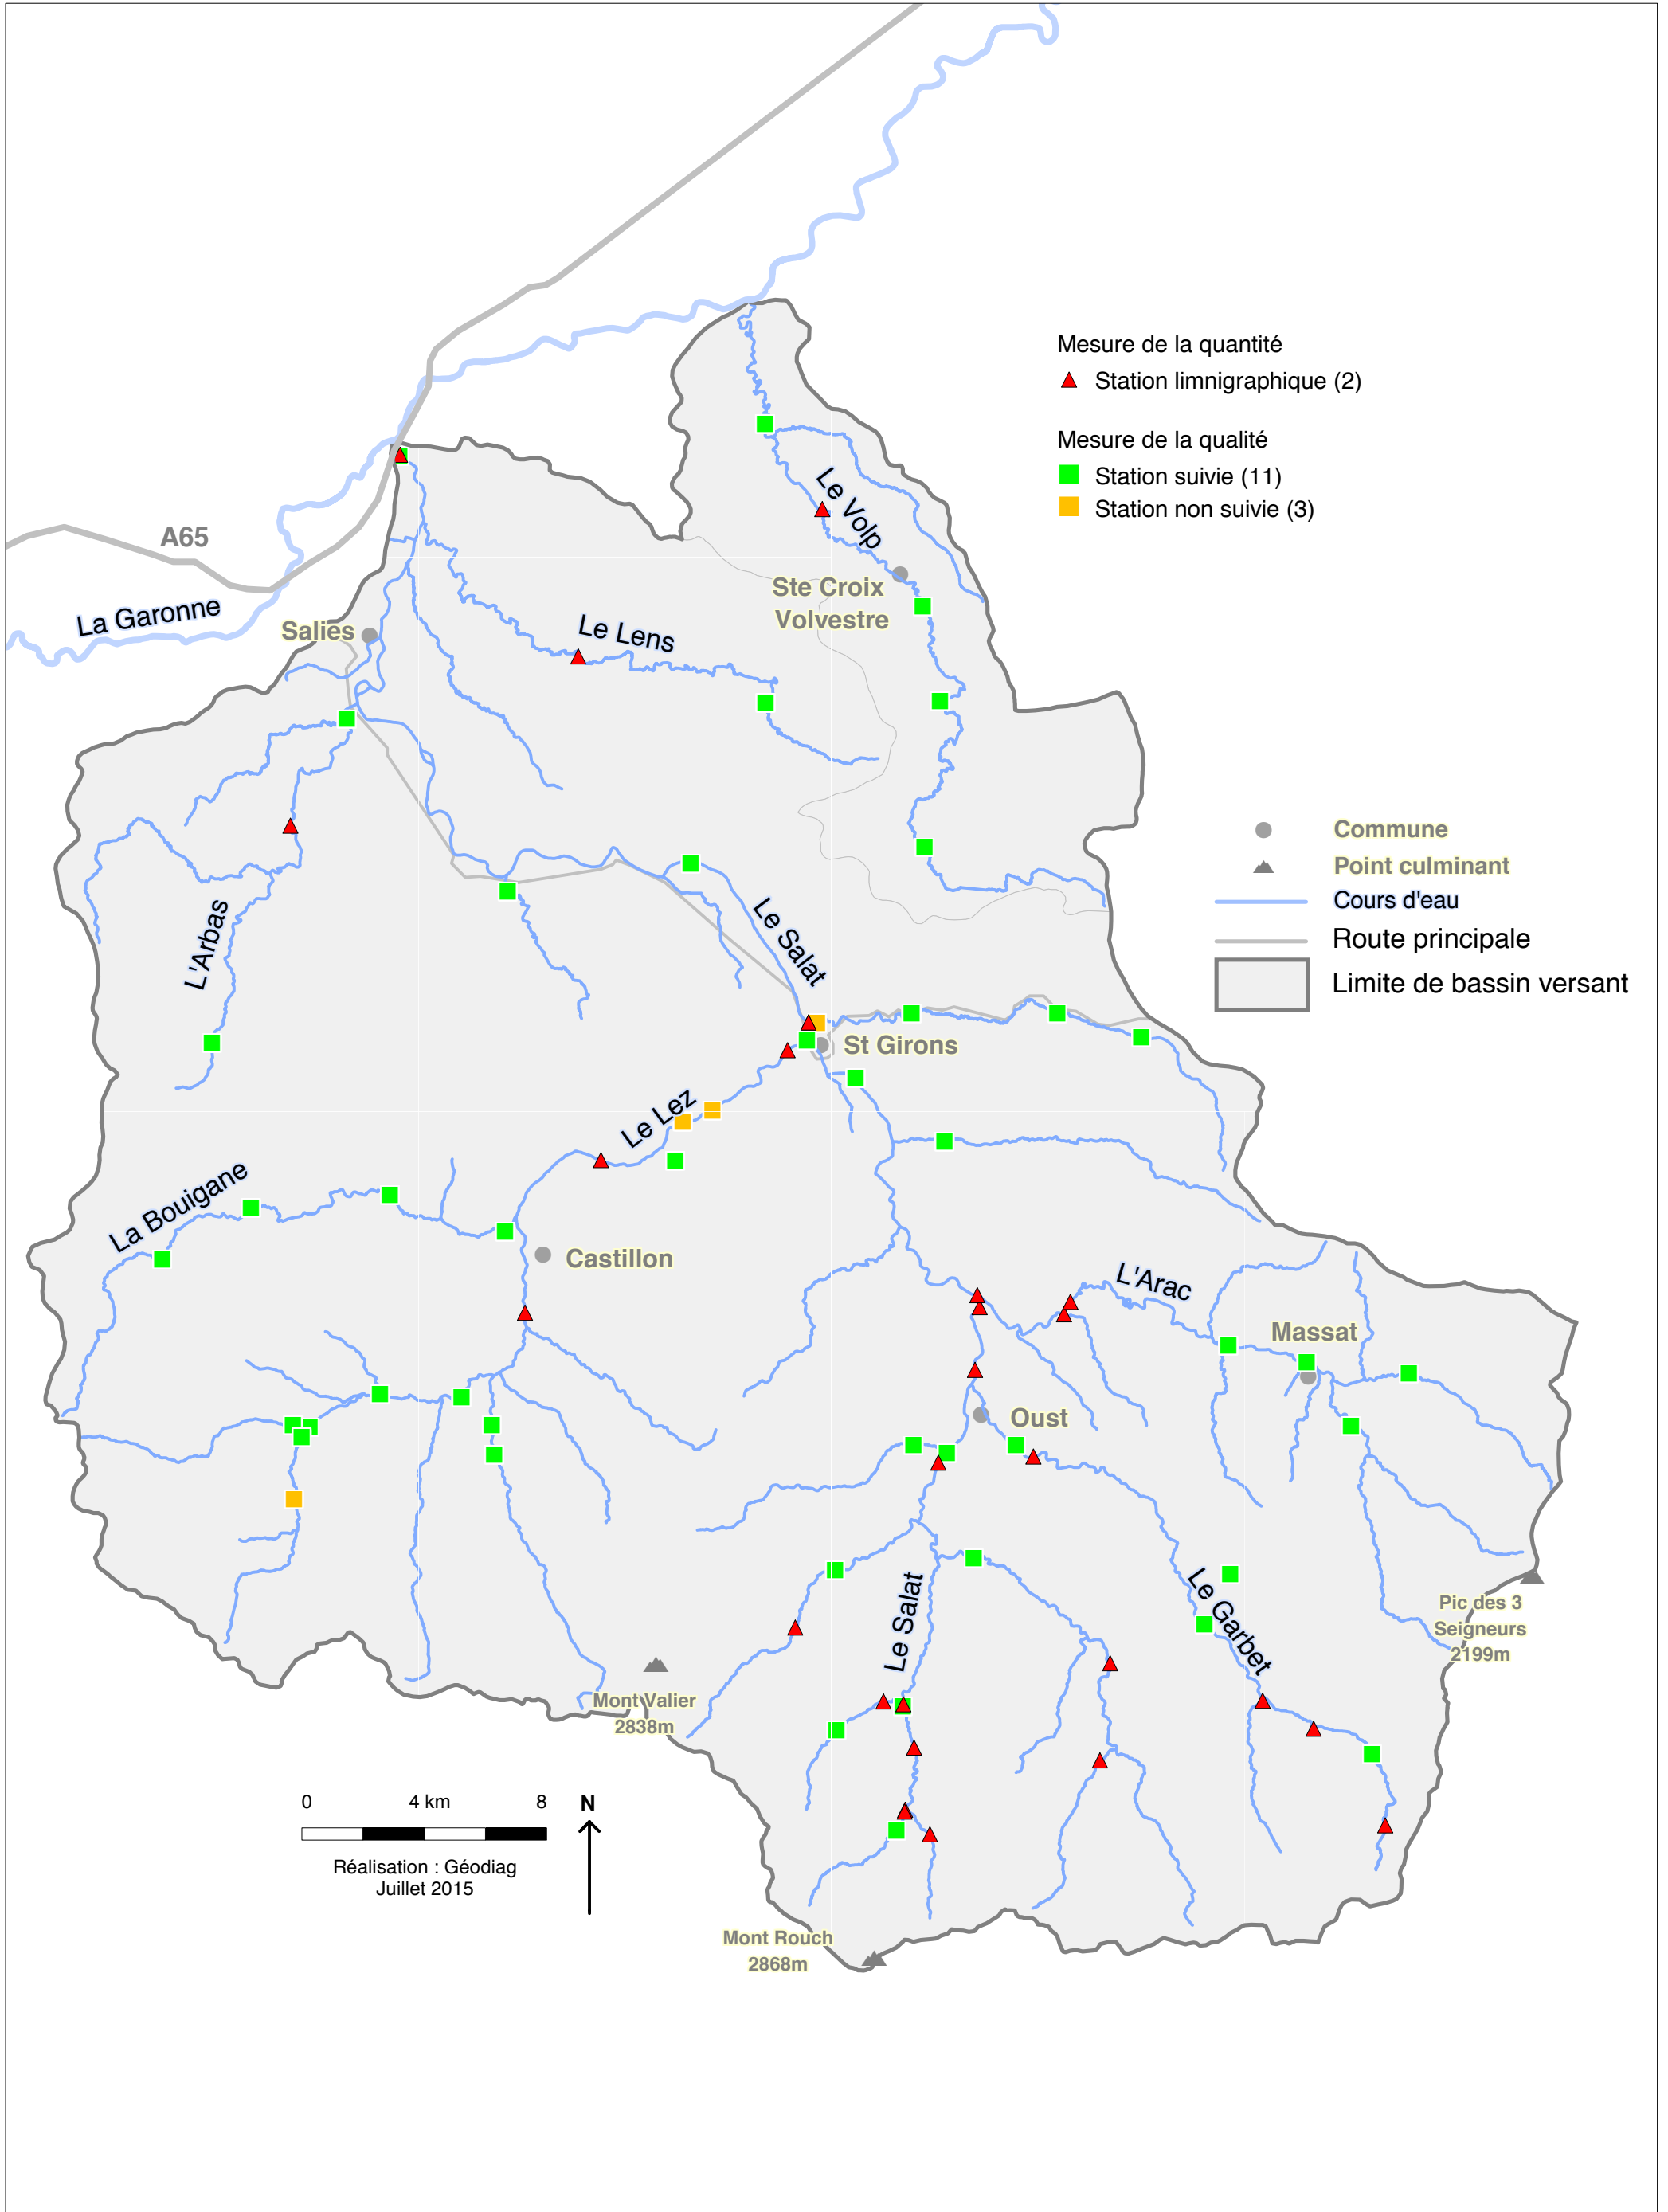 Mesure de la quantité
Station limnigraphique (2)
Mesure de la qualité
Station suivie (11)
Station non suivie (3)
Le Volp
A65
Ste Croix
Volvestre
La Garonne
Salies
Le Lens
Commune
Point culminant
Cours d'eau
Route principale
Limite de bassin versant
L'Arbas
Le Salat
St Girons
Le Lez
La Bouigane
Castillon
L'Arac
Massat
Oust
Le Salat
Le Garbet
Pic des 3
Seigneurs
2199m
Mont Valier
2838m
0 4 km 8 N
Réalisation : Géodiag
Juillet 2015
Mont Rouch
2868m